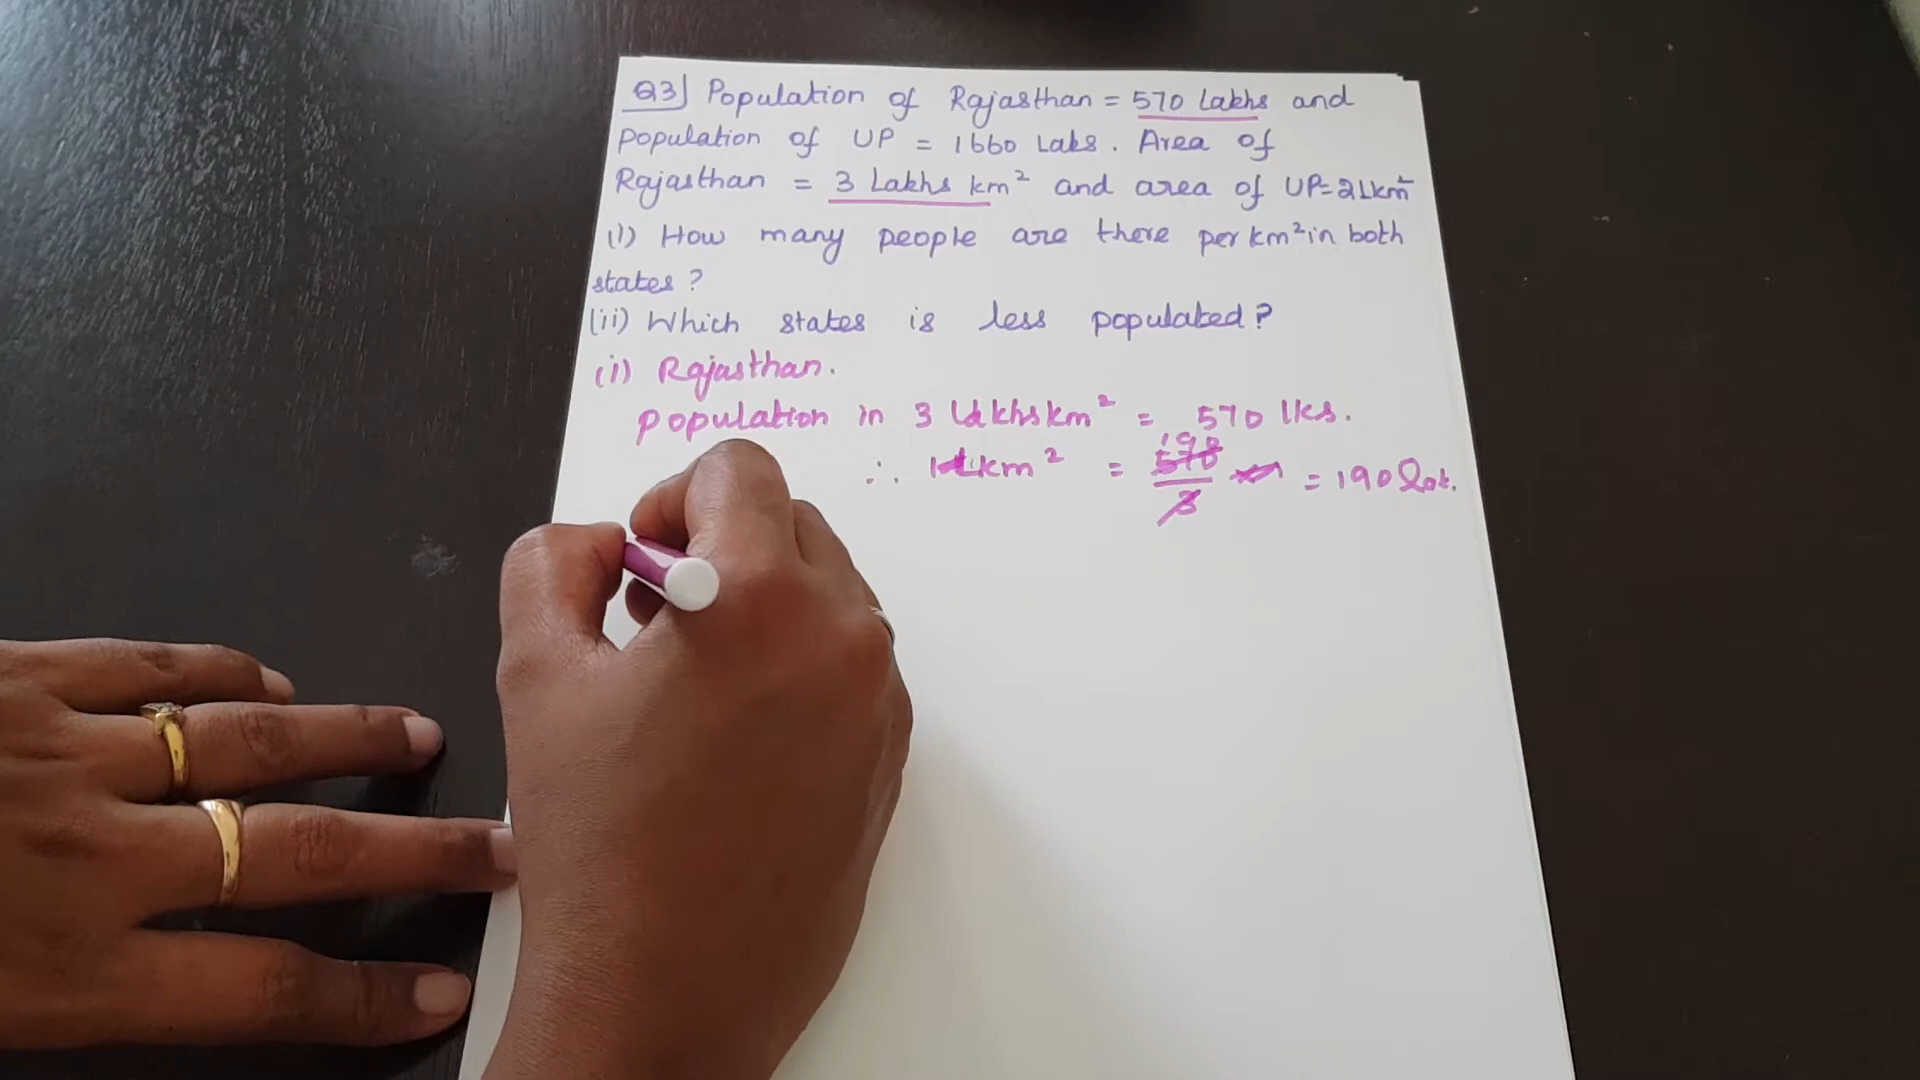 Q3) Population of Rajasthan = 570 Lakhs and
population of UP = 1660 Laks. Area of
Rajasthan = 3 Lakhs km² and area of UP=2Lkm²
(i) How many people are there per km² in both
states?
(ii) Which states is less populated?
(i) Rajasthan.
population in 3 Lakhs km² = 570 lks.
∴ 1 km² = 570/3 190 = 190